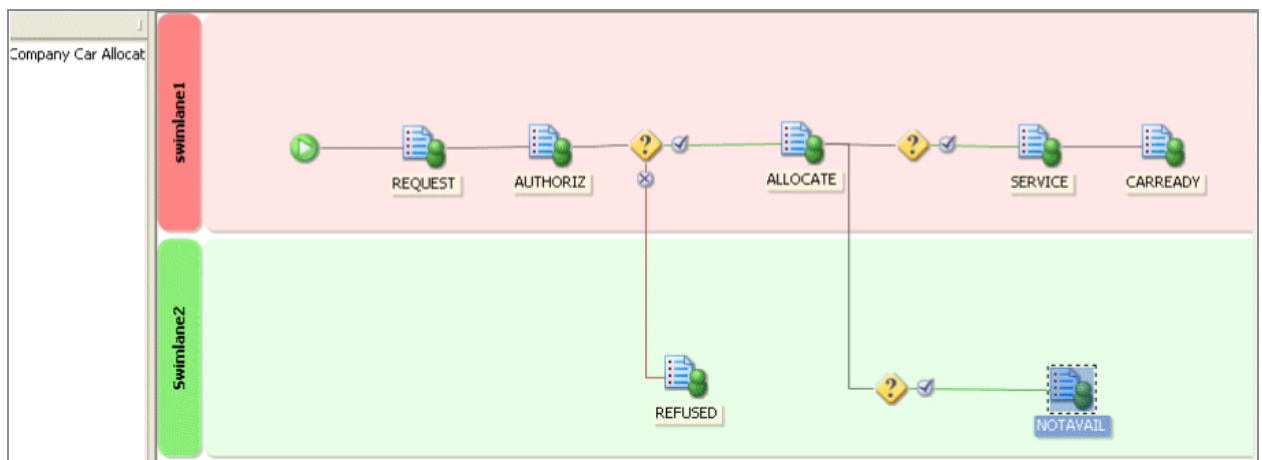 Company Car Allocat
swimlane1
REQUEST
AUTHORIZ
ALLOCATE
SERVICE
CARREADY
Swimlane2
REFUSED
NOTAVAIL